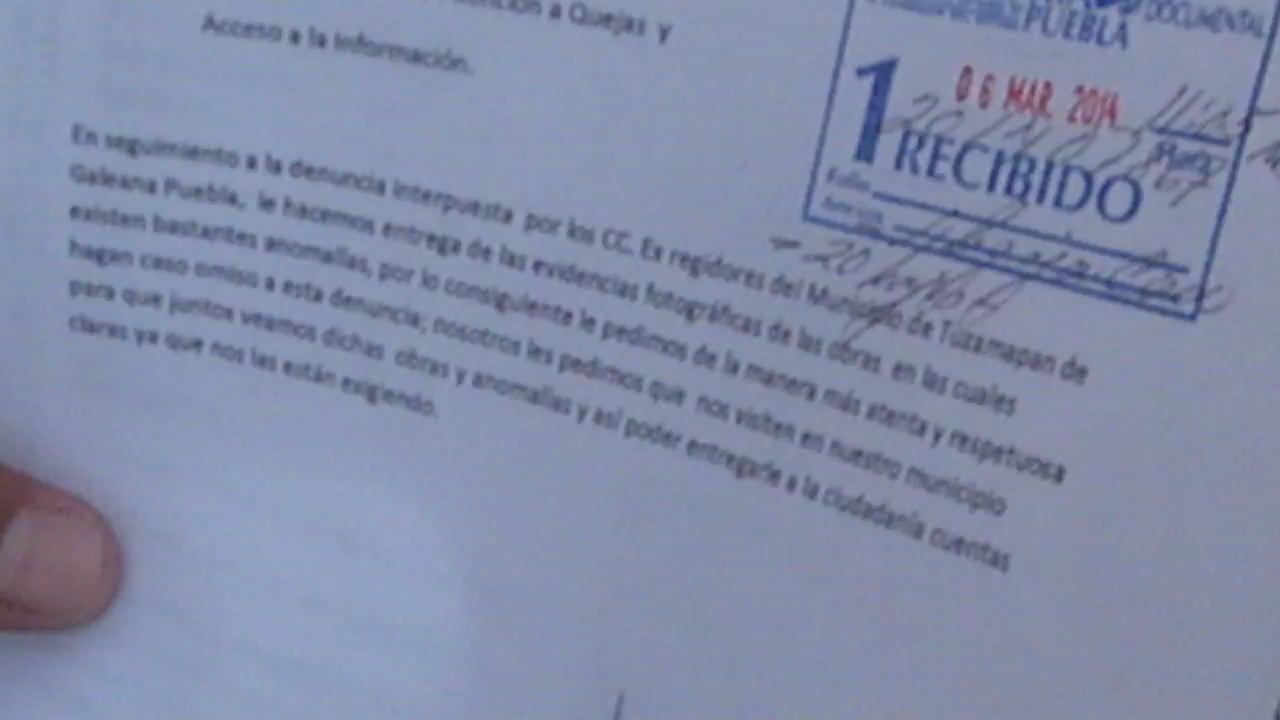 a Quejas y
Acceso a la Información.
PUEBLA
DOCUMENTAL
06 MAR. 2014
1 RECIBIDO
En seguimiento a la denuncia interpuesta por los CC. Ex regidores del Municipio de Tuzamapan de
Galeana Puebla, le hacemos entrega de las evidencias fotográficas de las obras en las cuales
existen bastantes anomalías, por lo consiguiente le pedimos de la manera más atenta y respetuosa
hagan caso omiso a esta denuncia; nosotros les pedimos que nos visiten en nuestro municipio
para que juntos veamos dichas obras y anomalías y así poder entregarle a la ciudadanía cuentas
claras ya que nos las están exigiendo.